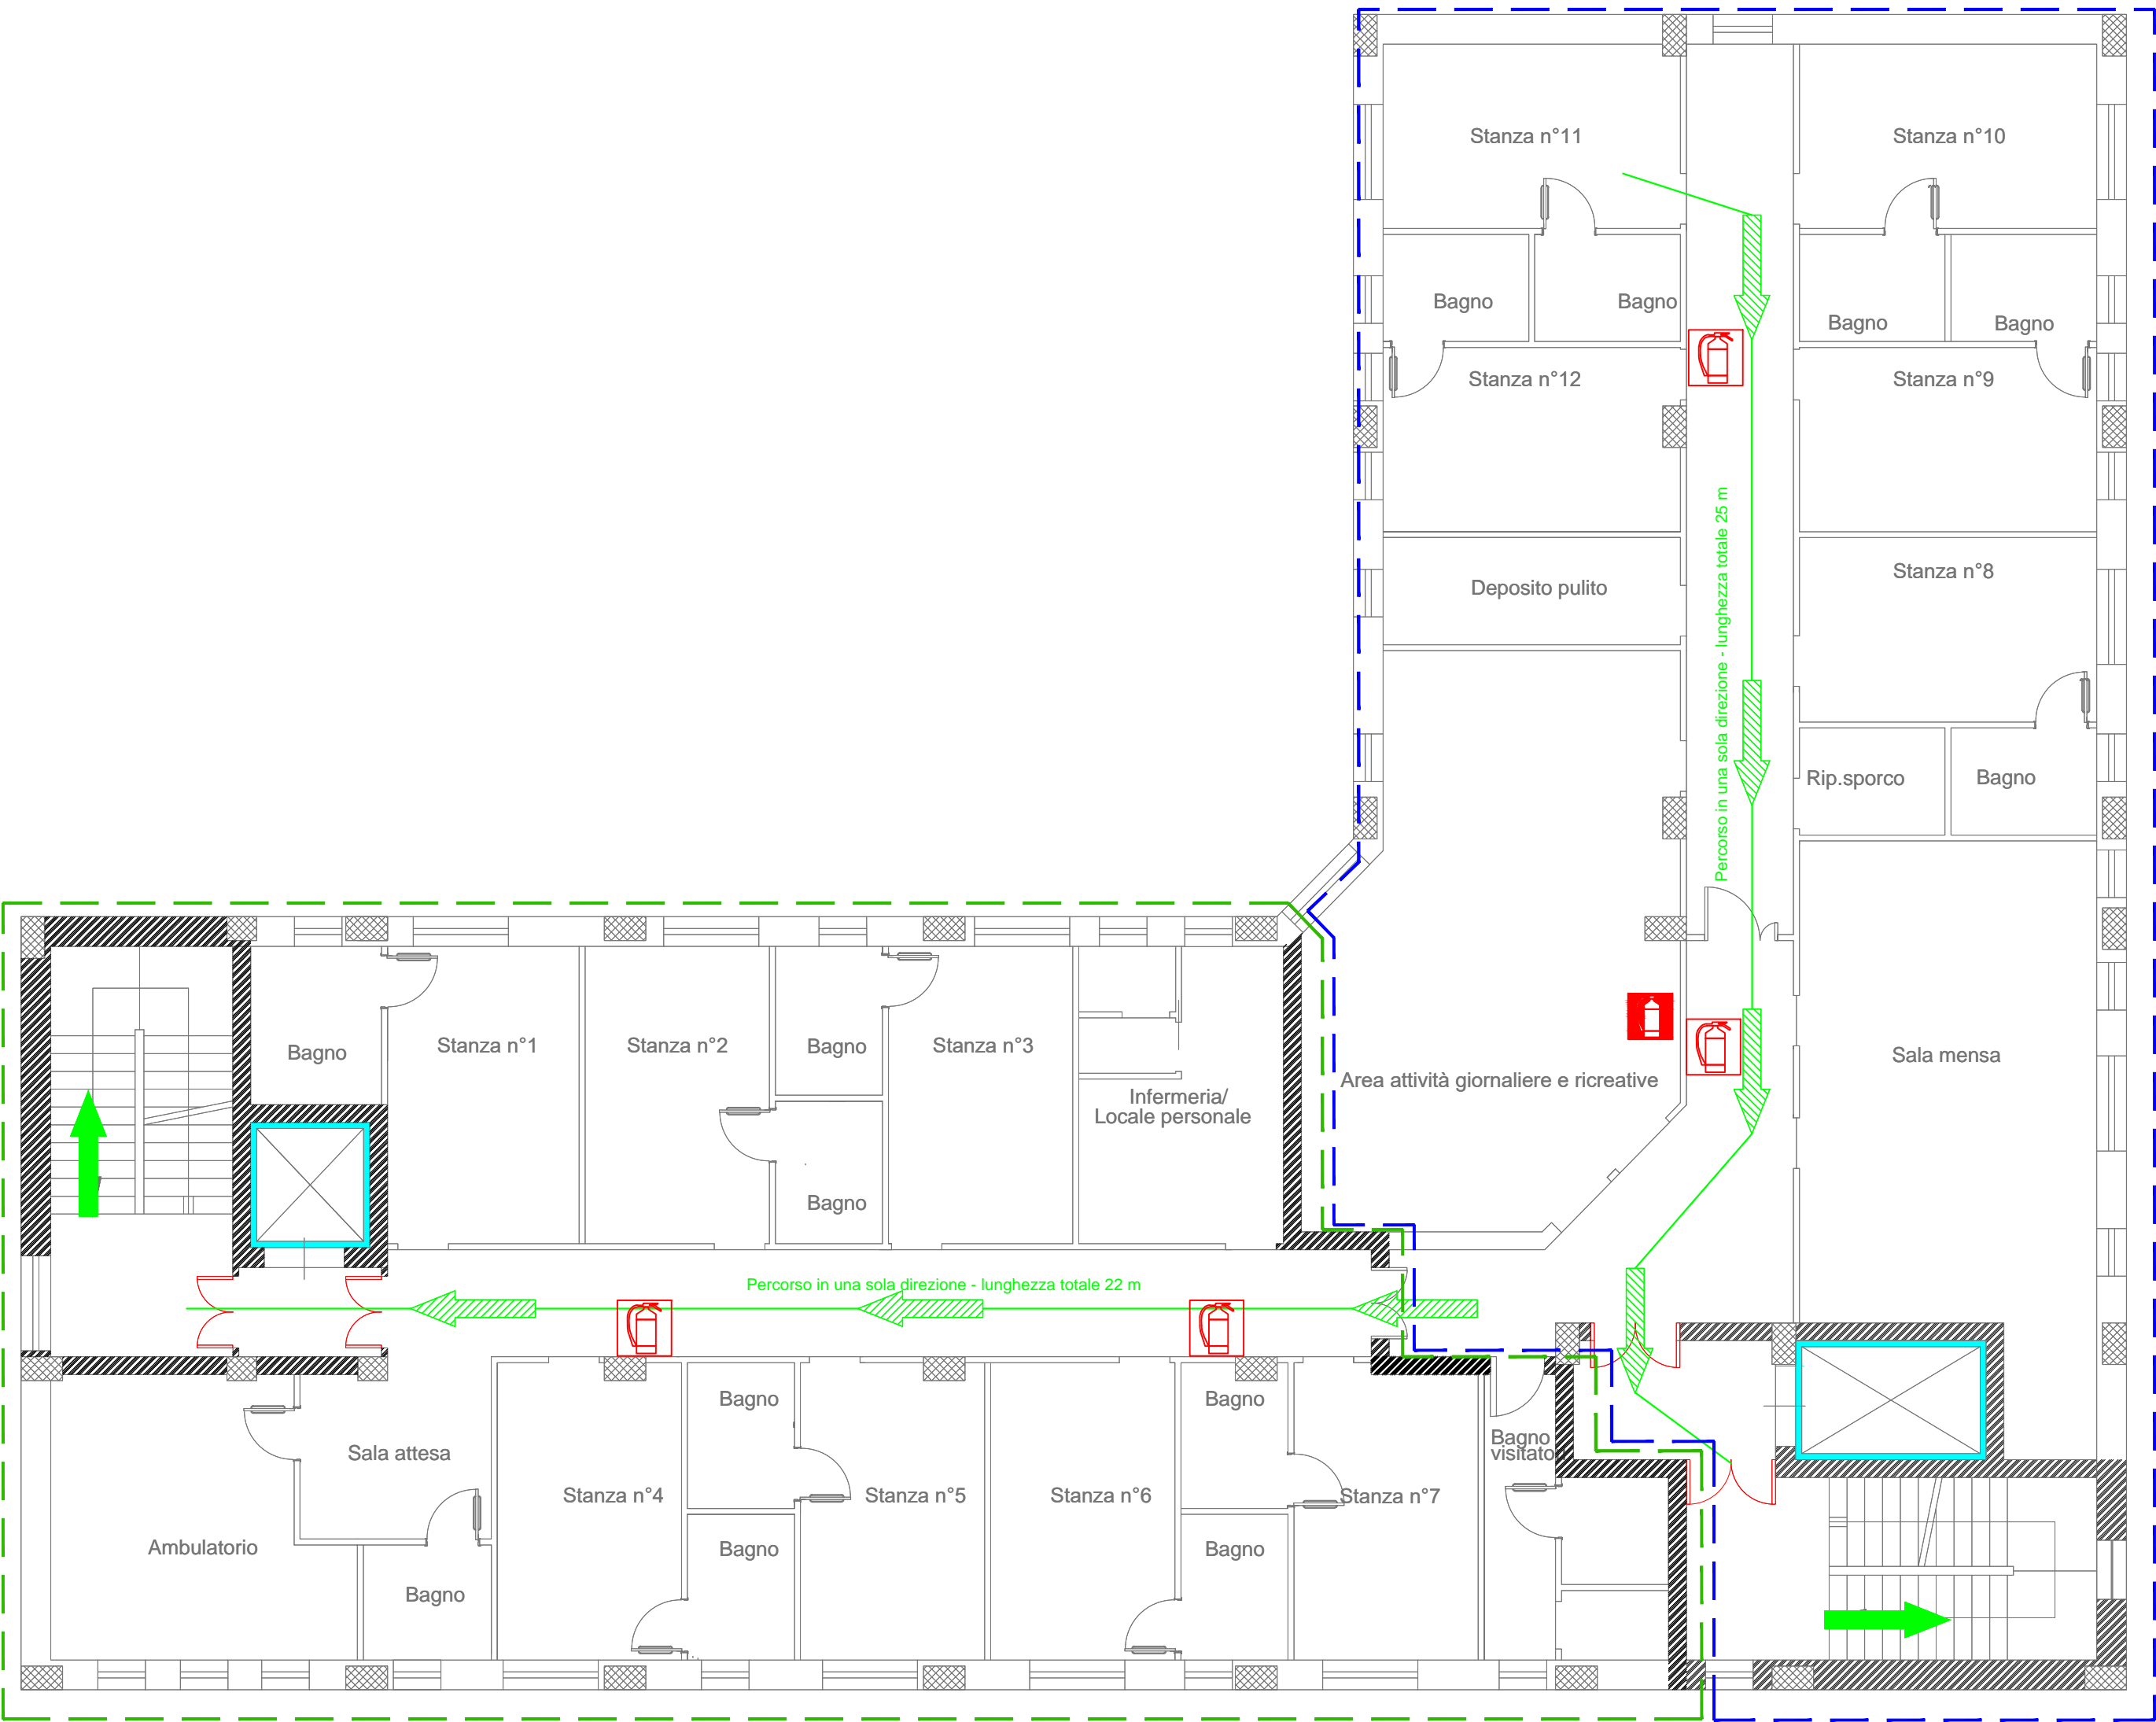 Stanza n°11
Stanza n°10
Bagno
Bagno
Bagno
Bagno
Stanza n°12
Stanza n°9
Percorso in una sola direzione - lunghezza totale 25 m
Stanza n°8
Deposito pulito
Rip.sporco
Bagno
Bagno
Stanza n°1
Stanza n°2
Bagno
Stanza n°3
Sala mensa
Area attività giornaliere e ricreative
Infermeria/
Locale personale
Bagno
Percorso in una sola direzione - lunghezza totale 22 m
Bagno
Bagno
Sala attesa
Bagno
visitato
Stanza n°4
Stanza n°5
Stanza n°6
Stanza n°7
Ambulatorio
Bagno
Bagno
Bagno